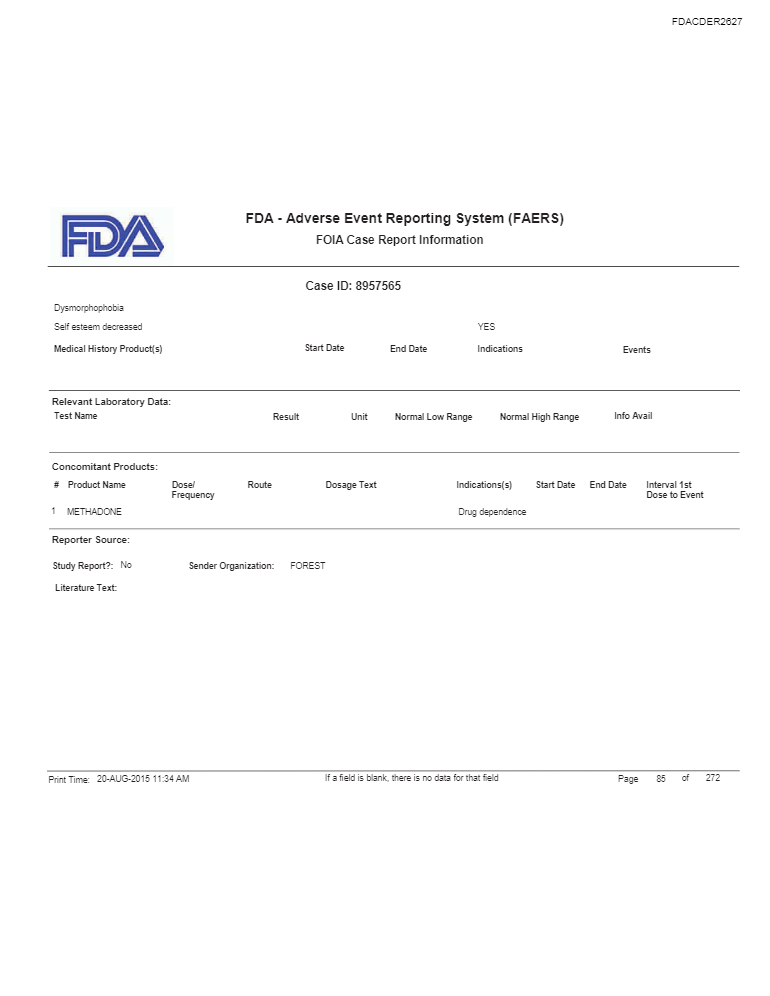 FDACDER2627
FDA
FDA - Adverse Event Reporting System (FAERS)
FOIA Case Report Information
Case ID: 8957565
Dysmorphophobia
Self esteem decreased YES
Medical History Product(s) Start Date End Date Indications Events
Relevant Laboratory Data:
Test Name Result Unit Normal Low Range Normal High Range Info Avail
Concomitant Products:
# Product Name Dose/ Route Dosage Text Indications(s) Start Date End Date Interval 1st
Frequency Dose to Event
1 METHADONE Drug dependence
Reporter Source:
Study Report?: No Sender Organization: FOREST
Literature Text:
Print Time: 20-AUG-2015 11:34 AM If a field is blank, there is no data for that field Page 85 of 272